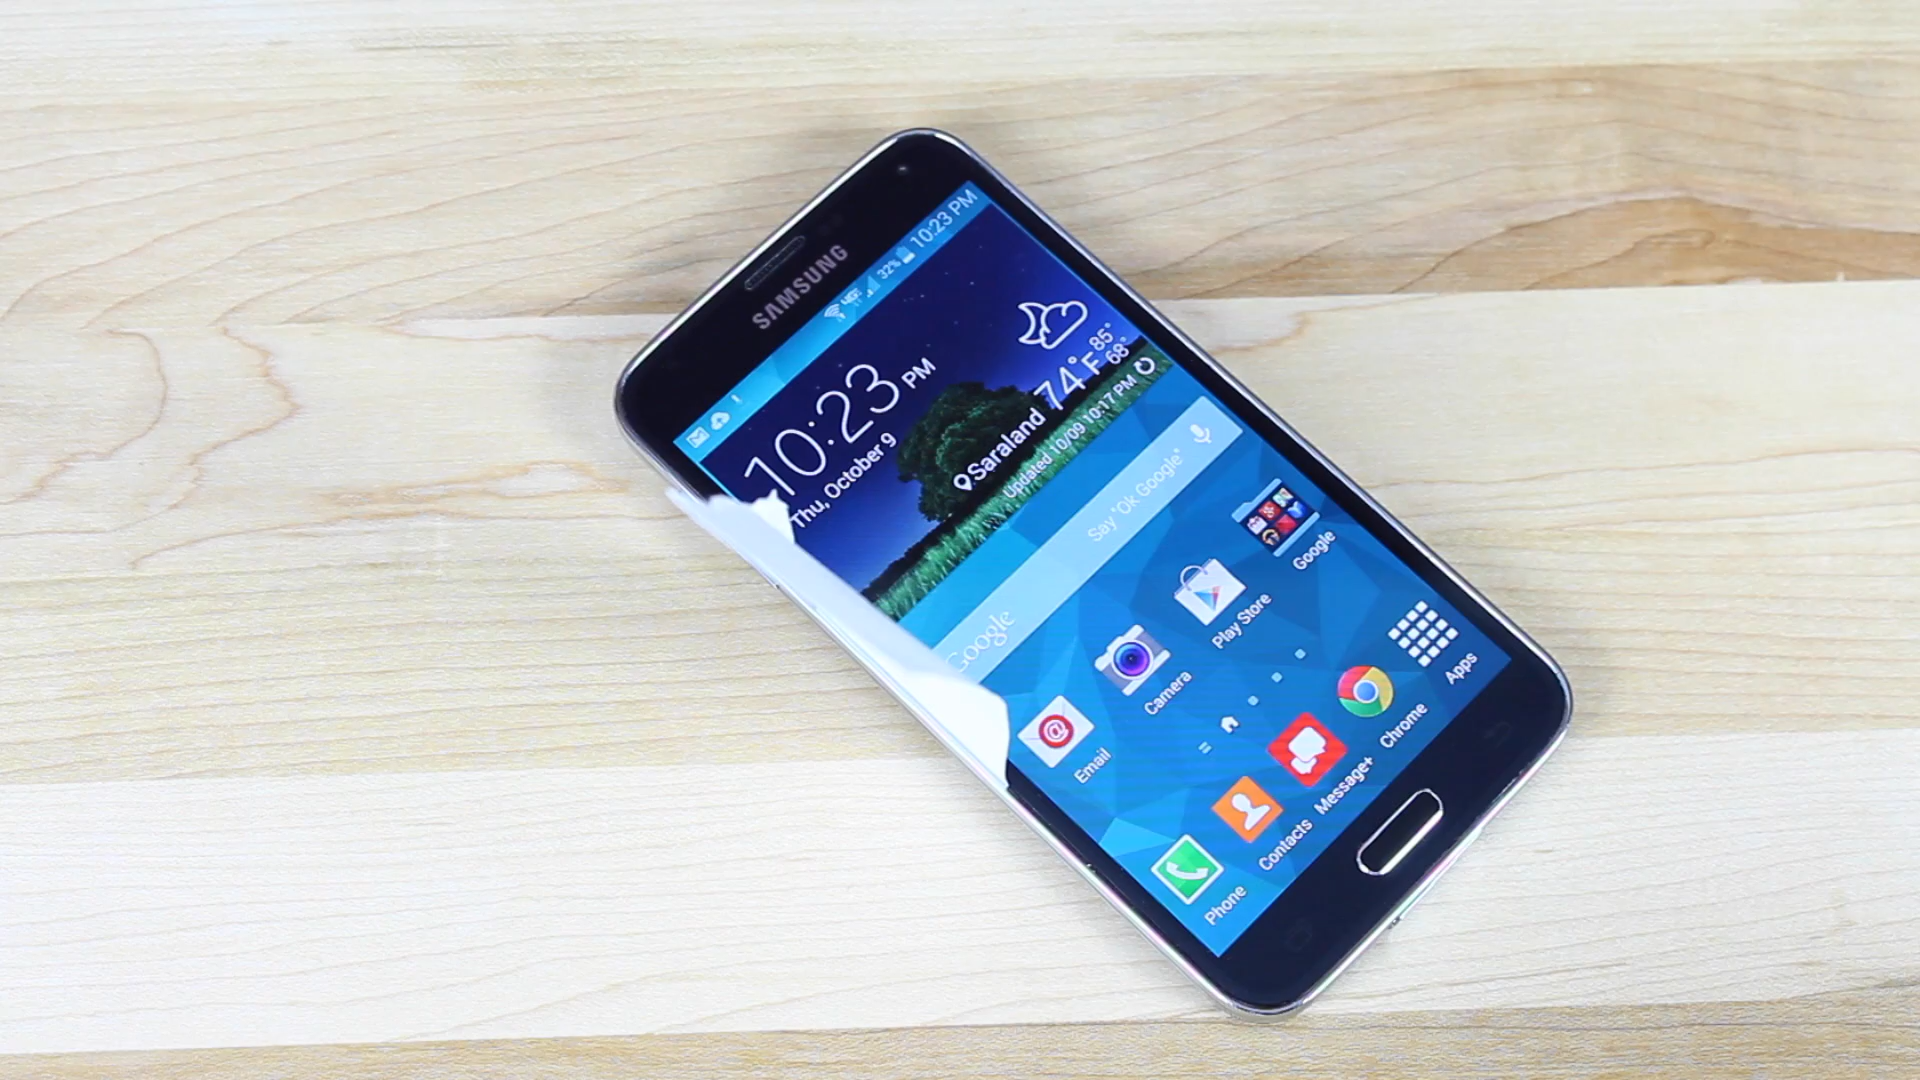 SAMSUNG
32% 10:23 PM
10:23 PM
Thu, October 9
74°F
85°
68°
Saraland
Updated 10/09 10:17 PM
Google
Say "Ok Google"
Email
Camera
Play Store
Google
Phone
Contacts
Message+
Chrome
Apps